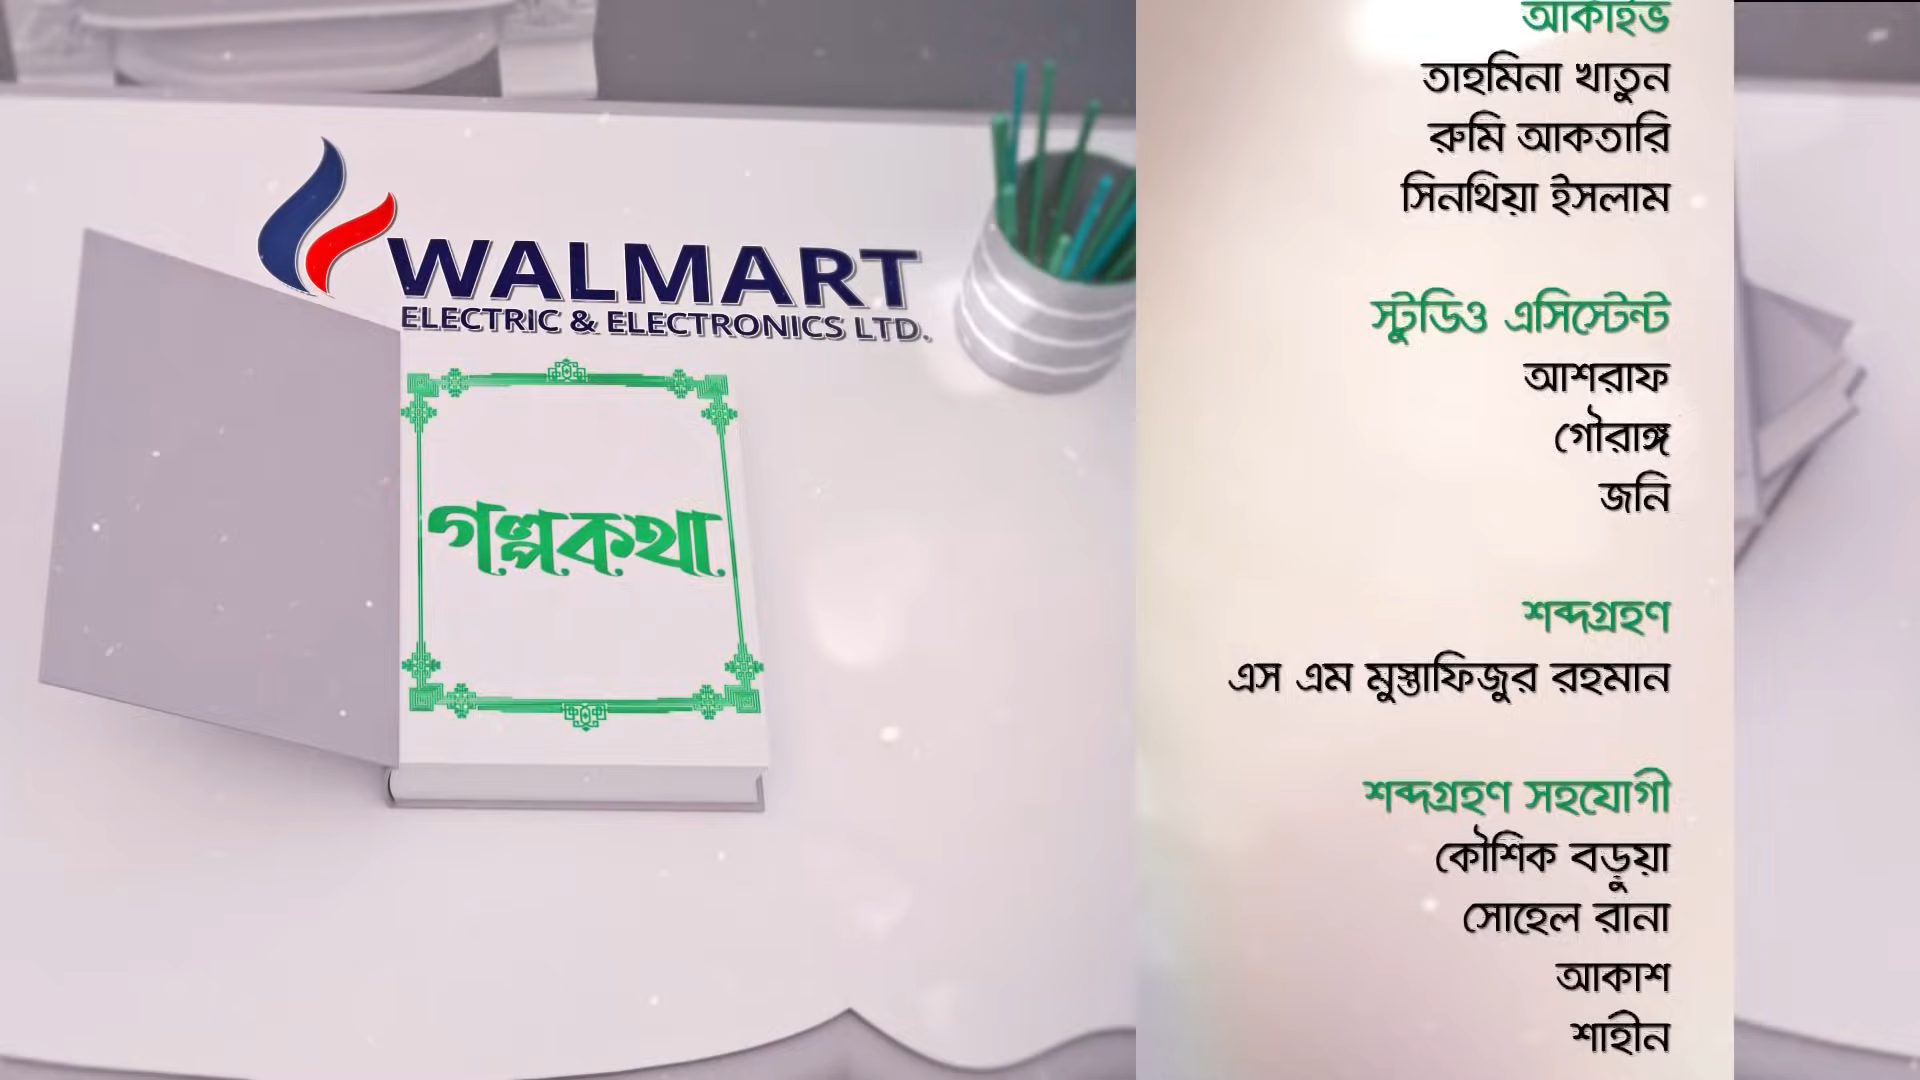 WALMART
ELECTRIC & ELECTRONICS LTD.
গল্পকথা
আর্কাইভ
তাহমিনা খাতুন
রুমি আকতারি
সিনথিয়া ইসলাম
স্টুডিও এসিস্টেন্ট
আশরাফ
গৌরাঙ্গ
জনি
শব্দগ্রহণ
এস এম মুস্তাফিজুর রহমান
শব্দগ্রহণ সহযোগী
কৌশিক বড়ুয়া
সোহেল রানা
আকাশ
শাহীন